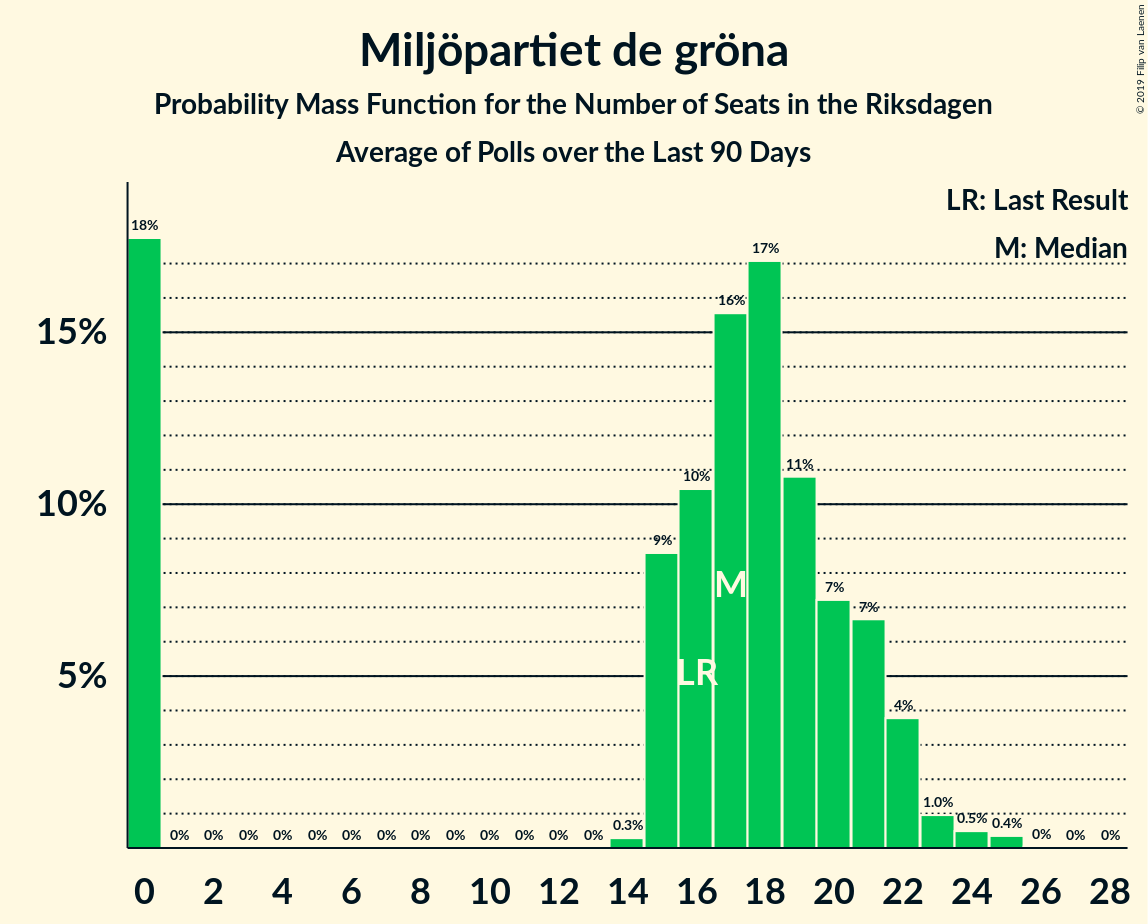 Miljöpartiet de gröna
Probability Mass Function for the Number of Seats in the Riksdagen
Average of Polls over the Last 90 Days
© 2019 Filip van Laenen
LR: Last Result
M: Median
18%
17%
16%
15%
11%
10%
10%
9%
M
7%
7%
LR
5%
4%
1.0%
0.5%
0.4%
0.3%
0% 0% 0% 0% 0% 0% 0% 0% 0% 0% 0% 0% 0% 0% 0% 0%
0 2 4 6 8 10 12 14 16 18 20 22 24 26 28